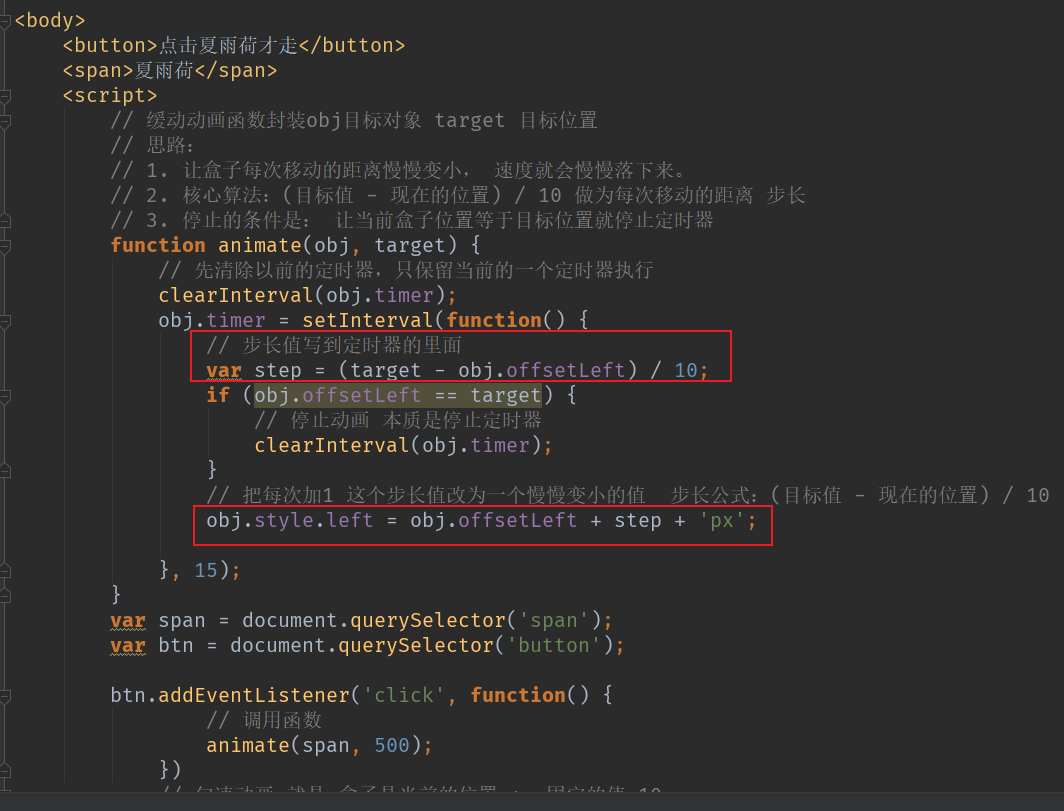 <body>
<button>点击夏雨荷才走</button>
<span>夏雨荷</span>
<script>
// 缓动动画函数封装obj目标对象 target 目标位置
// 思路：
// 1. 让盒子每次移动的距离慢慢变小， 速度就会慢慢落下来。
// 2. 核心算法：(目标值 - 现在的位置) / 10 做为每次移动的距离 步长
// 3. 停止的条件是： 让当前盒子位置等于目标位置就停止定时器
function animate(obj, target) {
// 先清除以前的定时器，只保留当前的一个定时器执行
clearInterval(obj.timer);
obj.timer = setInterval(function() {
// 步长值写到定时器的里面
var step = (target - obj.offsetLeft) / 10;
if (obj.offsetLeft == target) {
// 停止动画 本质是停止定时器
clearInterval(obj.timer);
}
// 把每次加1 这个步长值改为一个慢慢变小的值  步长公式：(目标值 - 现在的位置) / 10
obj.style.left = obj.offsetLeft + step + 'px';
}, 15);
}
var span = document.querySelector('span');
var btn = document.querySelector('button');
btn.addEventListener('click', function() {
// 调用函数
animate(span, 500);
})